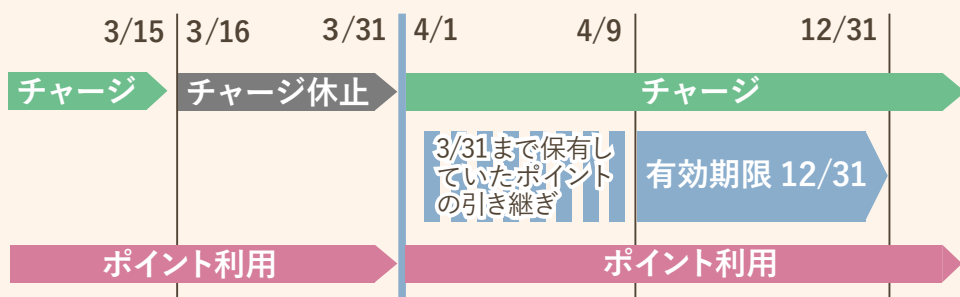 3/15 3/16 3/31 4/1 4/9 12/31
チャージ チャージ休止 チャージ
3/31まで保有し
ていたポイント
の引き継ぎ
有効期限 12/31
ポイント利用 ポイント利用